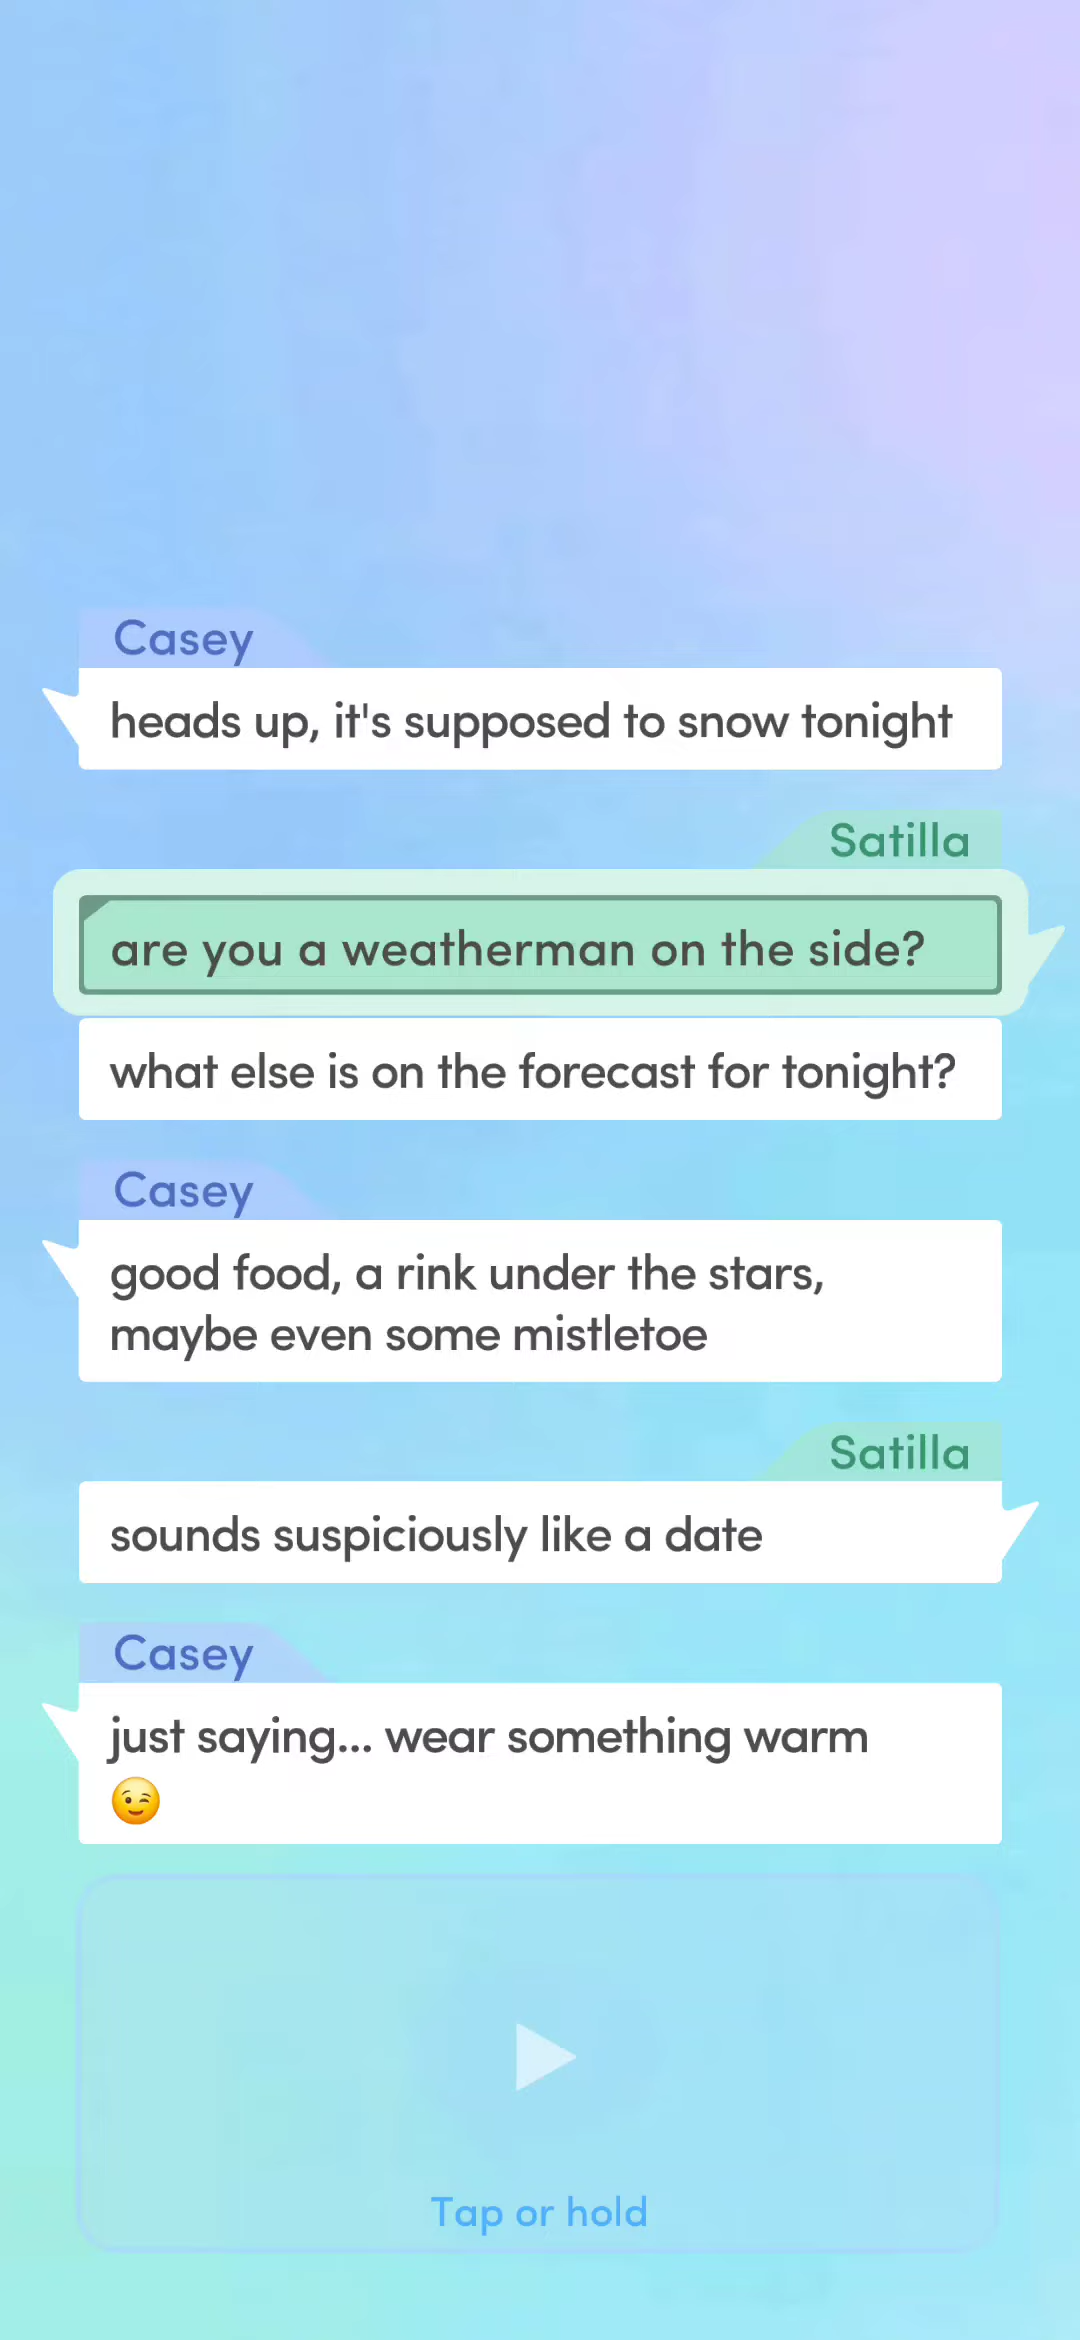 Casey
heads up, it's supposed to snow tonight
Satilla
are you a weatherman on the side?
what else is on the forecast for tonight?
Casey
good food, a rink under the stars,
maybe even some mistletoe
Satilla
sounds suspiciously like a date
Casey
just saying... wear something warm
😉
Tap or hold